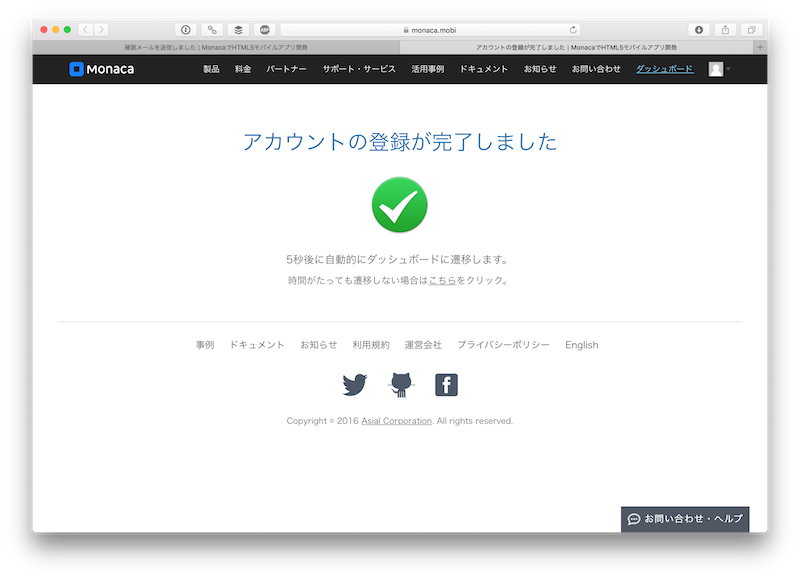 monaca.mobi
確認メールを送信しました | MonacaでHTML5モバイルアプリ開発
アカウントの登録が完了しました | MonacaでHTML5モバイルアプリ開発
Monaca 製品 料金 パートナー サポート・サービス 活用事例 ドキュメント お知らせ お問い合わせ ダッシュボード
アカウントの登録が完了しました
5秒後に自動的にダッシュボードに遷移します。
時間がたっても遷移しない場合はこちらをクリック。
事例 ドキュメント お知らせ 利用規約 運営会社 プライバシーポリシー English
Copyright © 2016 Asial Corporation. All rights reserved.
お問い合わせ・ヘルプ